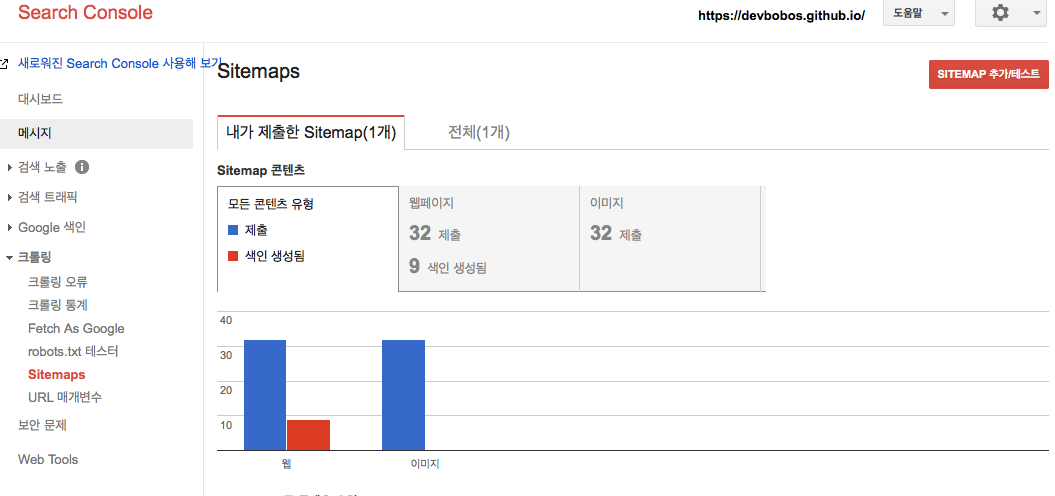 Search Console
https://devbobos.github.io/
도움말
새로워진 Search Console 사용해 보기
Sitemaps
SITEMAP 추가/테스트
대시보드
메시지
검색 노출
검색 트래픽
Google 색인
크롤링
크롤링 오류
크롤링 통계
Fetch As Google
robots.txt 테스터
Sitemaps
URL 매개변수
보안 문제
Web Tools
내가 제출한 Sitemap(1개)
전체(1개)
Sitemap 콘텐츠
모든 콘텐츠 유형
제출
색인 생성됨
웹페이지
32 제출
9 색인 생성됨
이미지
32 제출
40
30
20
10
웹
이미지